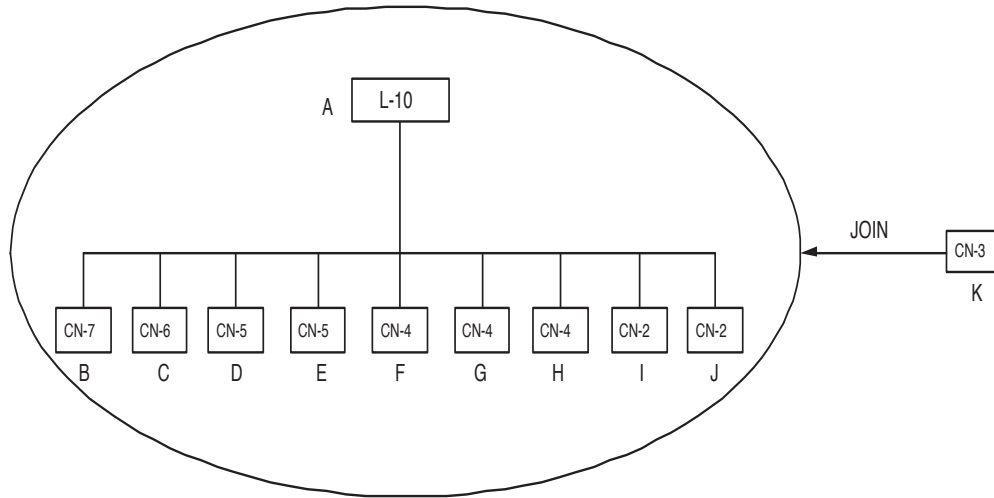 A
L-10
JOIN
CN-3
K
CN-7 CN-6 CN-5 CN-5 CN-4 CN-4 CN-4 CN-2 CN-2
B C D E F G H I J